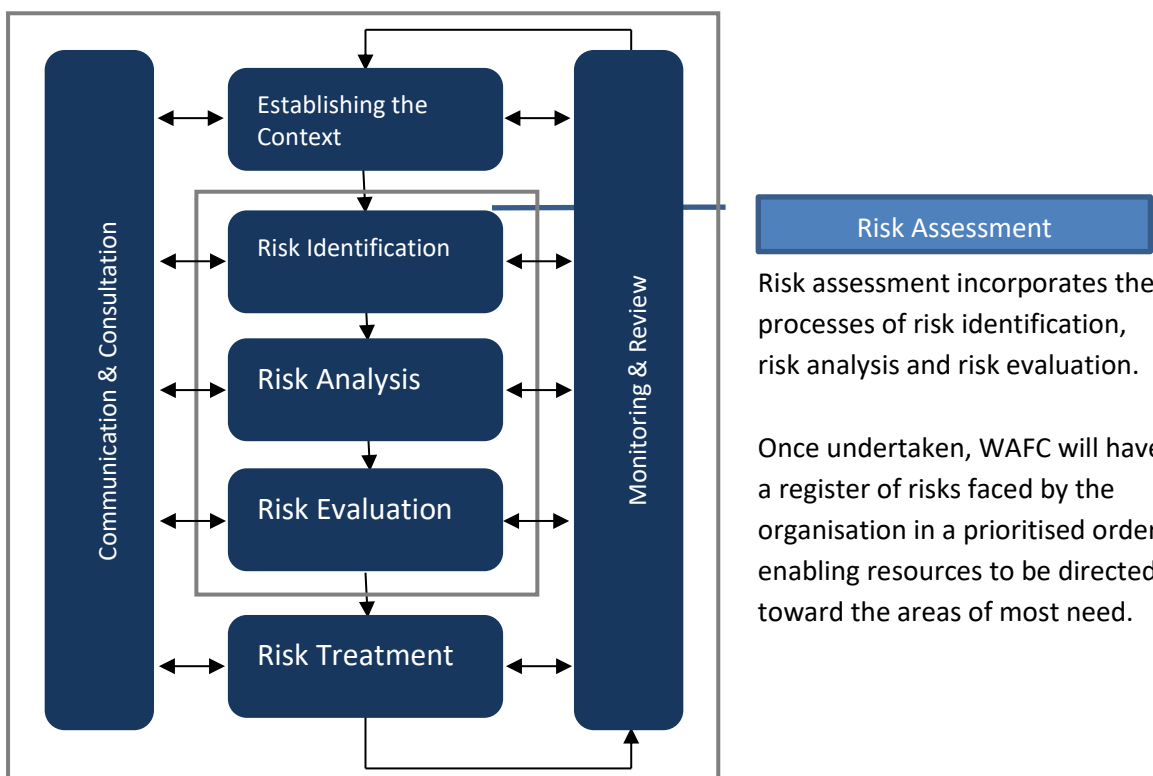 Establishing the
Context
Risk Identification
Risk Analysis
Risk Evaluation
Risk Treatment
Communication & Consultation
Monitoring & Review
Risk Assessment
Risk assessment incorporates the
processes of risk identification,
risk analysis and risk evaluation.
Once undertaken, WAFC will have
a register of risks faced by the
organisation in a prioritised order
enabling resources to be directed
toward the areas of most need.